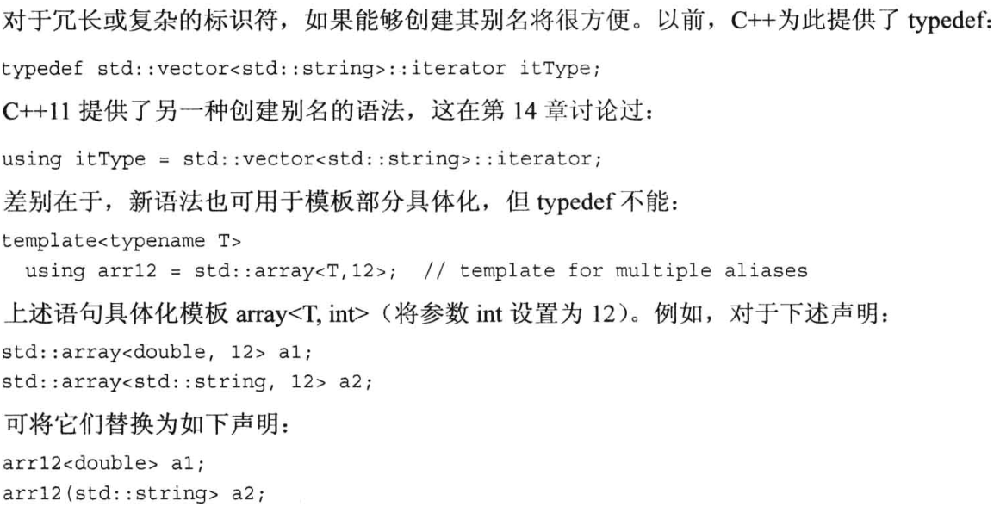 对于冗长或复杂的标识符，如果能够创建其别名将很方便。以前，C++为此提供了 typedef：
typedef std::vector<std::string>::iterator itType;
C++11 提供了另一种创建别名的语法，这在第 14 章讨论过：
using itType = std::vector<std::string>::iterator;
差别在于，新语法也可用于模板部分具体化，但 typedef 不能：
template<typename T>
  using arr12 = std::array<T,12>;  // template for multiple aliases
上述语句具体化模板 array<T, int>（将参数 int 设置为 12）。例如，对于下述声明：
std::array<double, 12> a1;
std::array<std::string, 12> a2;
可将它们替换为如下声明：
arr12<double> a1;
arr12(std::string> a2;